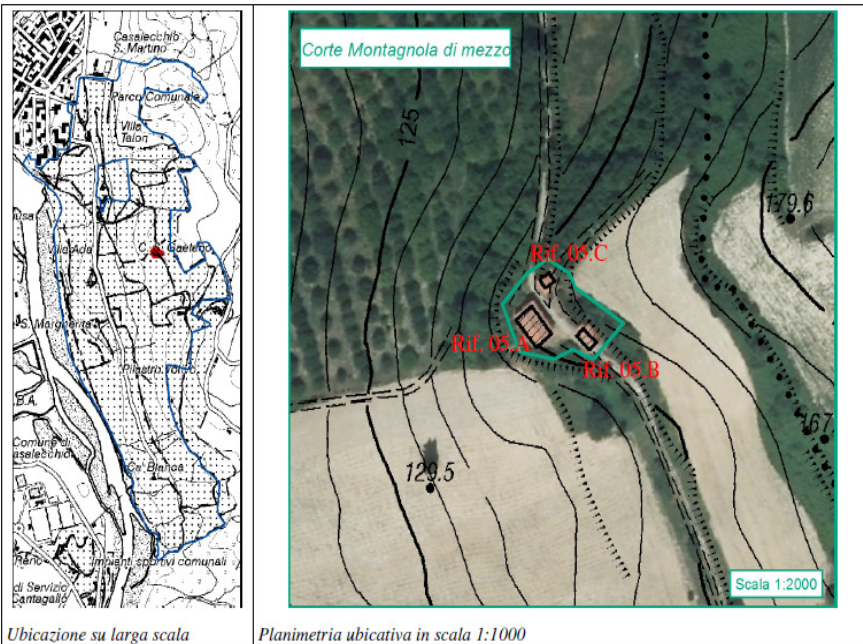 Casalecchio
S. Martino
Parco Comunale
Villa
Talon
Villa Ada
C. S. Gaetano
S. Margherita
Pilastro Torvo
B.A.
Comune di
asalecchio
Ca' Bianca
Reno
Impianti sportivi comunali
di Servizio
Cantagallo
Ubicazione su larga scala
Corte Montagnola di mezzo
125
179.6
Rif. 05.C
Rif. 05.A
Rif. 05.B
167
129.5
Scala 1:2000
Planimetria ubicativa in scala 1:1000